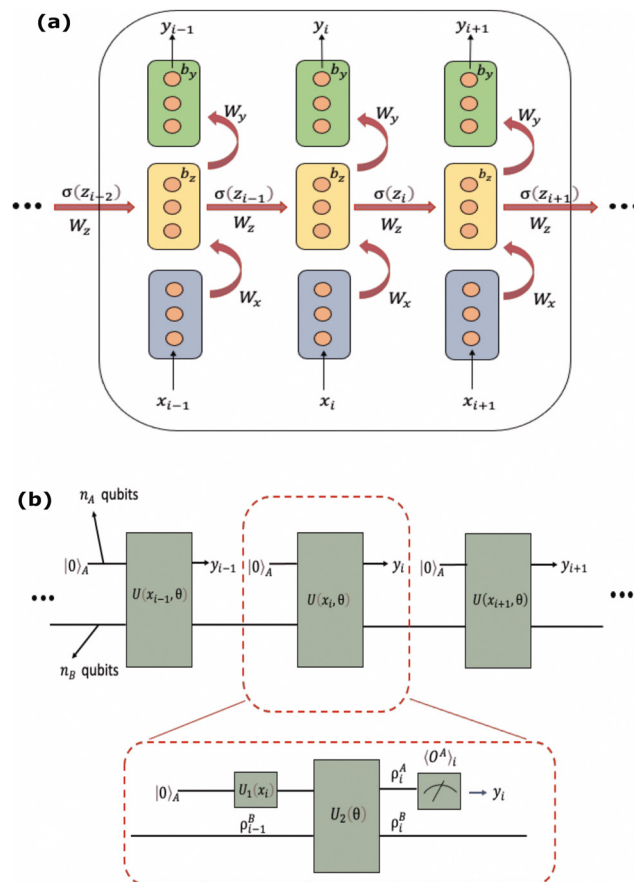 (a)
y_{i−1} y_i y_{i+1}
b_y b_y b_y
W_y W_y W_y
σ(z_{i−2}) b_z σ(z_{i−1}) b_z σ(z_i) b_z σ(z_{i+1})
••• W_z W_z W_z W_z •••
W_x W_x W_x
x_{i−1} x_i x_{i+1}
(b)
n_A qubits
|0⟩_A y_{i−1} |0⟩_A y_i |0⟩_A y_{i+1}
U(x_{i−1}, θ) U(x_i, θ) U(x_{i+1}, θ)
••• •••
n_B qubits
⟨O^A⟩_i
|0⟩_A U_1(x_i) ρ_i^A y_i
U_2(θ)
ρ_{i−1}^B ρ_i^B